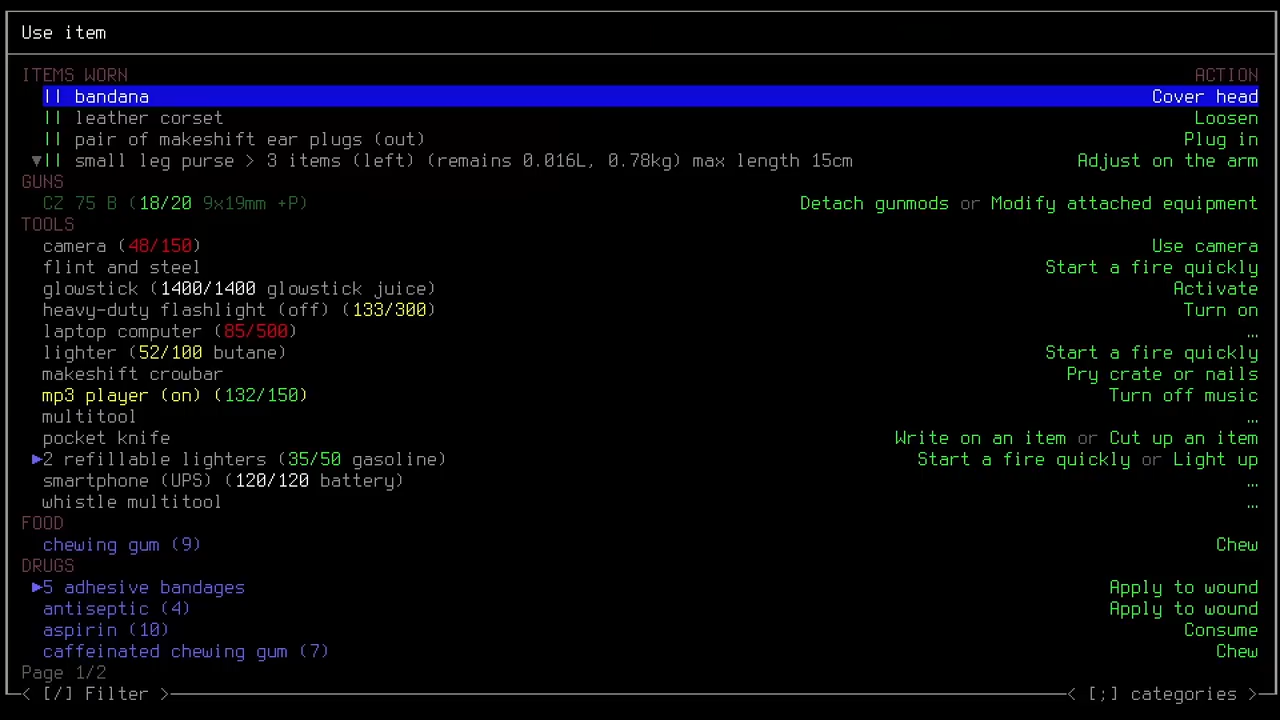 Use item
ITEMS WORN ACTION
|| bandana Cover head
|| leather corset Loosen
|| pair of makeshift ear plugs (out) Plug in
▼|| small leg purse > 3 items (left) (remains 0.016L, 0.78kg) max length 15cm Adjust on the arm
GUNS
CZ 75 B (18/20 9x19mm +P) Detach gunmods or Modify attached equipment
TOOLS
camera (48/150) Use camera
flint and steel Start a fire quickly
glowstick (1400/1400 glowstick juice) Activate
heavy-duty flashlight (off) (133/300) Turn on
laptop computer (85/500) …
lighter (52/100 butane) Start a fire quickly
makeshift crowbar Pry crate or nails
mp3 player (on) (132/150) Turn off music
multitool …
pocket knife Write on an item or Cut up an item
▶2 refillable lighters (35/50 gasoline) Start a fire quickly or Light up
smartphone (UPS) (120/120 battery) …
whistle multitool …
FOOD
chewing gum (9) Chew
DRUGS
▶5 adhesive bandages Apply to wound
antiseptic (4) Apply to wound
aspirin (10) Consume
caffeinated chewing gum (7) Chew
Page 1/2
< [/] Filter > < [;] categories >